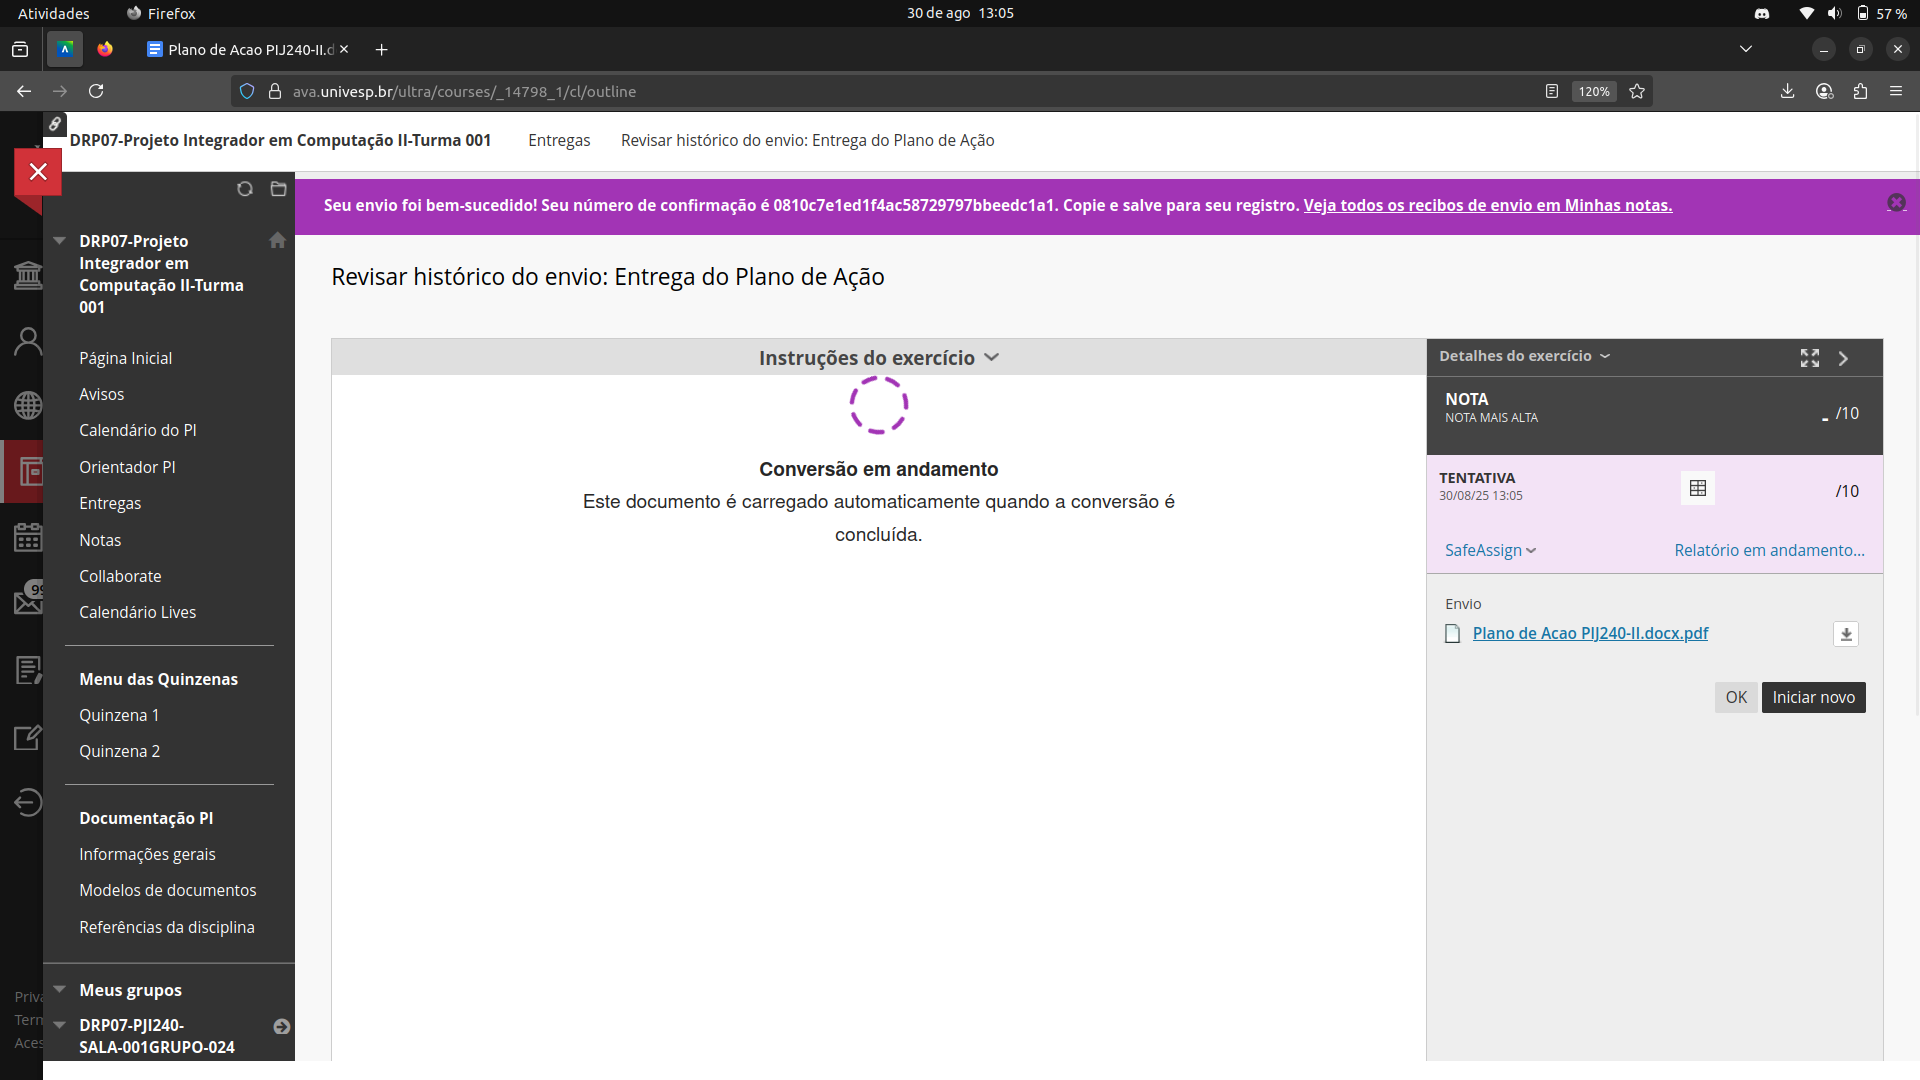 Atividades
Firefox
30 de ago 13:05
57 %
Plano de Acao PIJ240-II.d
ava.univesp.br/ultra/courses/_14798_1/cl/outline
120%
DRP07-Projeto Integrador em Computação II-Turma 001
Entregas
Revisar histórico do envio: Entrega do Plano de Ação
Seu envio foi bem-sucedido! Seu número de confirmação é 0810c7e1ed1f4ac58729797bbeedc1a1. Copie e salve para seu registro. Veja todos os recibos de envio em Minhas notas.
DRP07-Projeto
Integrador em
Computação II-Turma
001
Página Inicial
Avisos
Calendário do PI
Orientador PI
Entregas
Notas
Collaborate
Calendário Lives
Menu das Quinzenas
Quinzena 1
Quinzena 2
Documentação PI
Informações gerais
Modelos de documentos
Referências da disciplina
Meus grupos
DRP07-PJI240-
SALA-001GRUPO-024
99
Priva
Term
Aces
Revisar histórico do envio: Entrega do Plano de Ação
Instruções do exercício
Conversão em andamento
Este documento é carregado automaticamente quando a conversão é
concluída.
Detalhes do exercício
NOTA
NOTA MAIS ALTA
- /10
TENTATIVA
30/08/25 13:05
/10
SafeAssign
Relatório em andamento...
Envio
Plano de Acao PIJ240-II.docx.pdf
OK
Iniciar novo